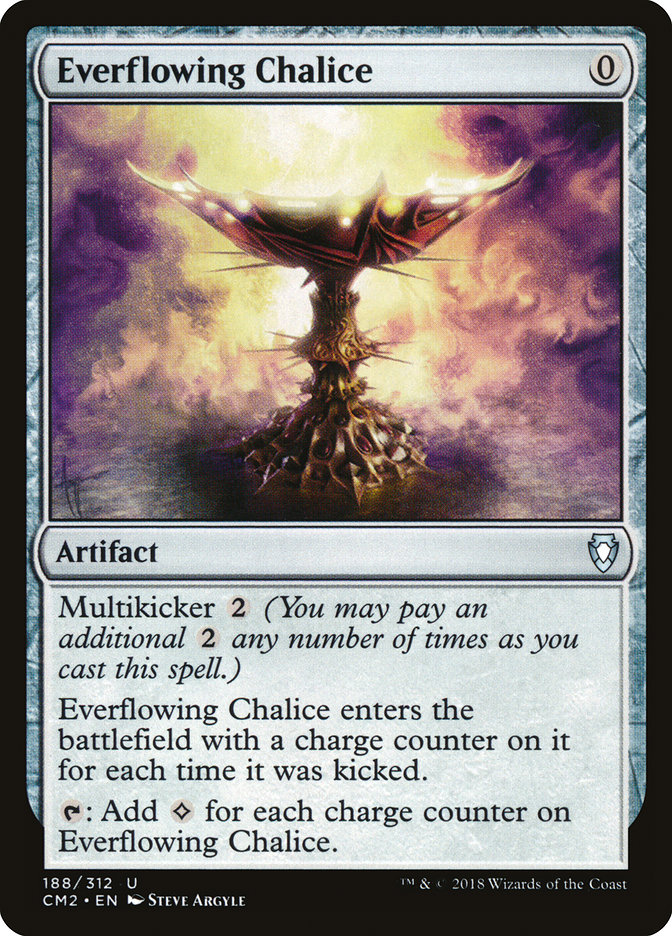 Everflowing Chalice 0
Artifact
Multikicker 2 (You may pay an
additional 2 any number of times as you
cast this spell.)
Everflowing Chalice enters the
battlefield with a charge counter on it
for each time it was kicked.
: Add for each charge counter on
Everflowing Chalice.
188/312 U
™ & © 2018 Wizards of the Coast
CM2 • EN Steve Argyle